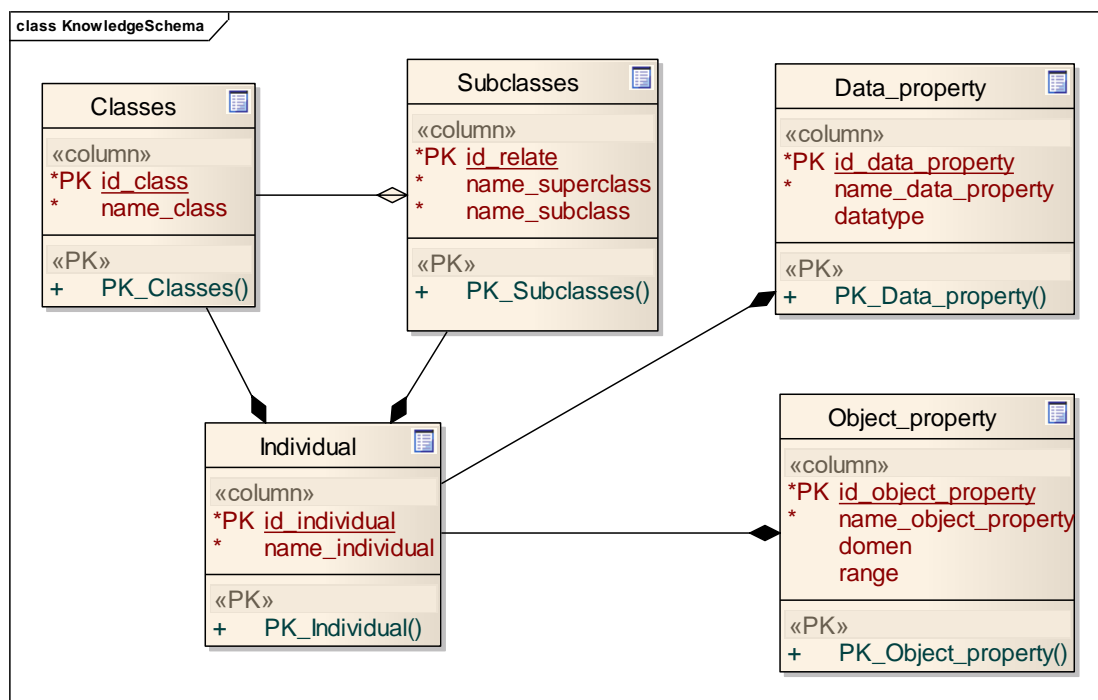 class KnowledgeSchema
Classes
«column»
*PK id_class
* name_class
«PK»
+ PK_Classes()
Subclasses
«column»
*PK id_relate
* name_superclass
* name_subclass
«PK»
+ PK_Subclasses()
Data_property
«column»
*PK id_data_property
* name_data_property
datatype
«PK»
+ PK_Data_property()
Individual
«column»
*PK id_individual
* name_individual
«PK»
+ PK_Individual()
Object_property
«column»
*PK id_object_property
* name_object_property
domen
range
«PK»
+ PK_Object_property()